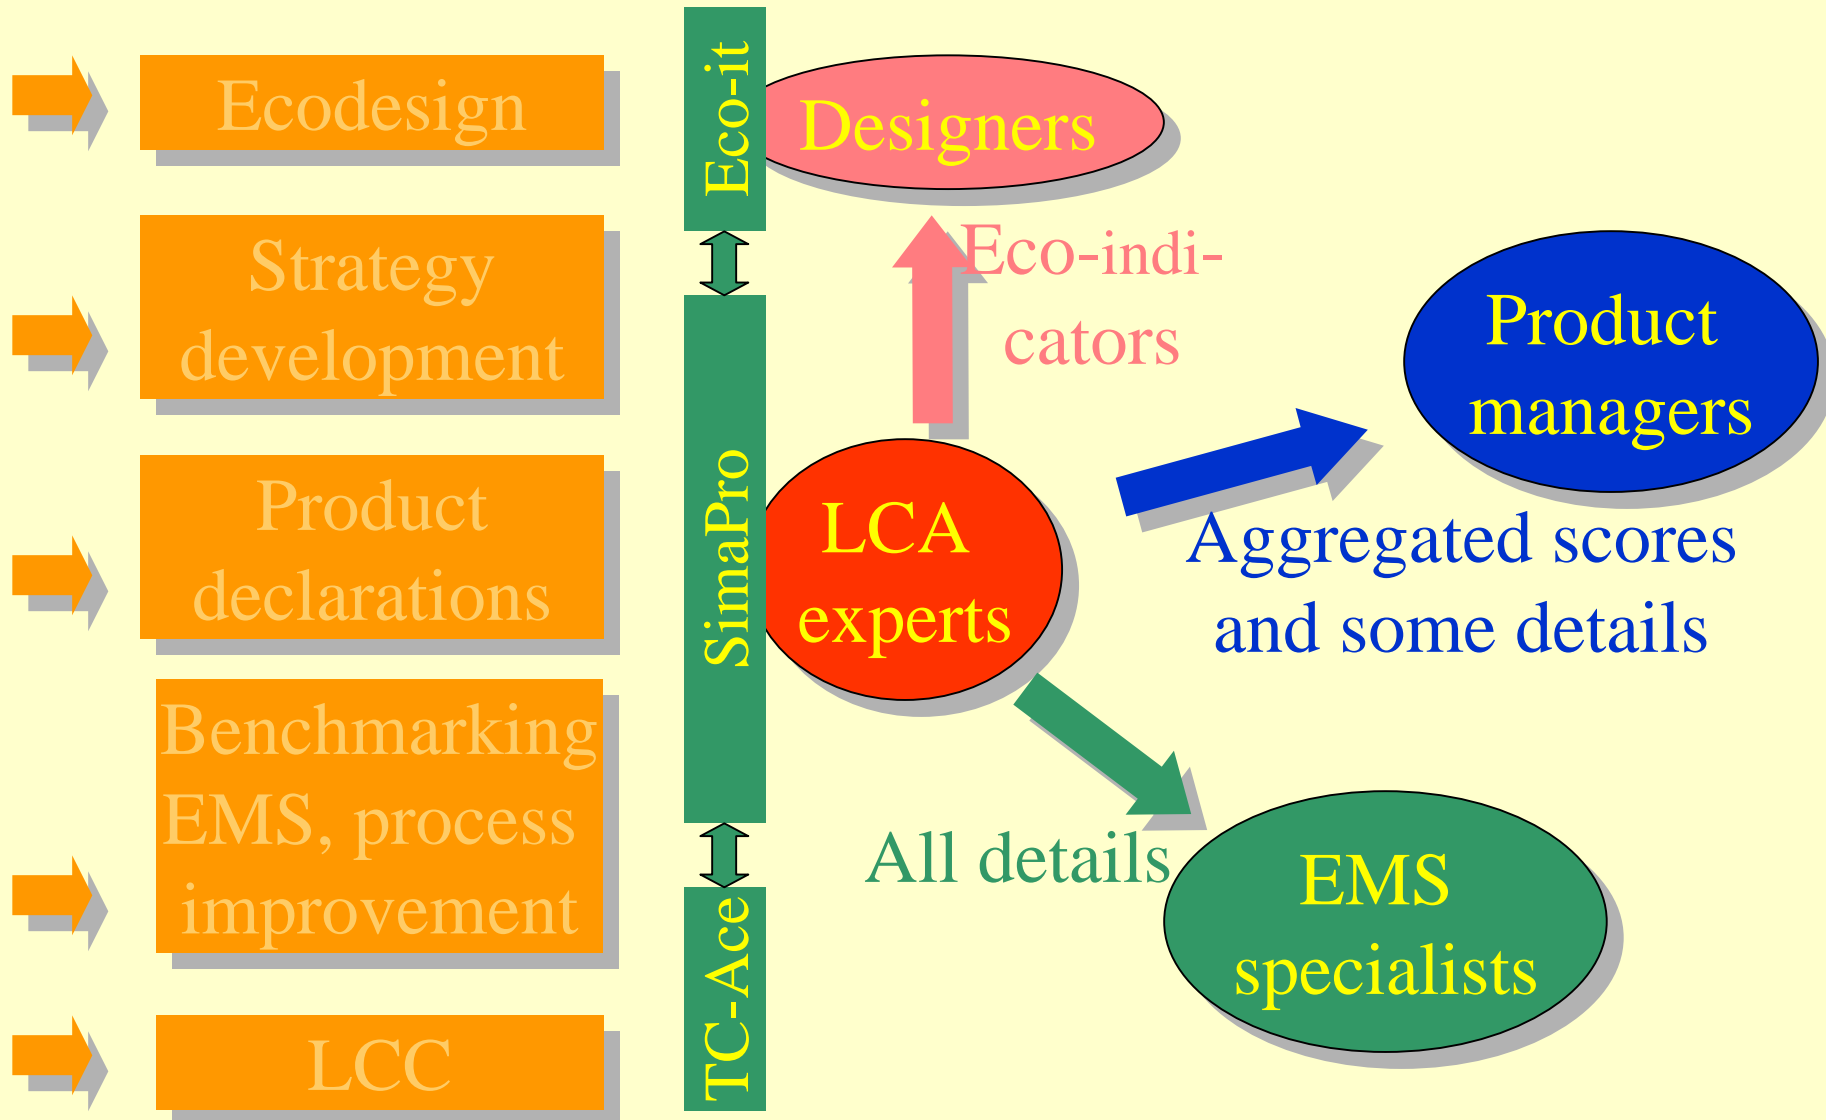 Ecodesign
Strategy
development
Product
declarations
Benchmarking
EMS, process
improvement
LCC
Eco-it
SimaPro
TC-Ace
Designers
Eco-indi-
cators
LCA
experts
Product
managers
Aggregated scores
and some details
All details
EMS
specialists